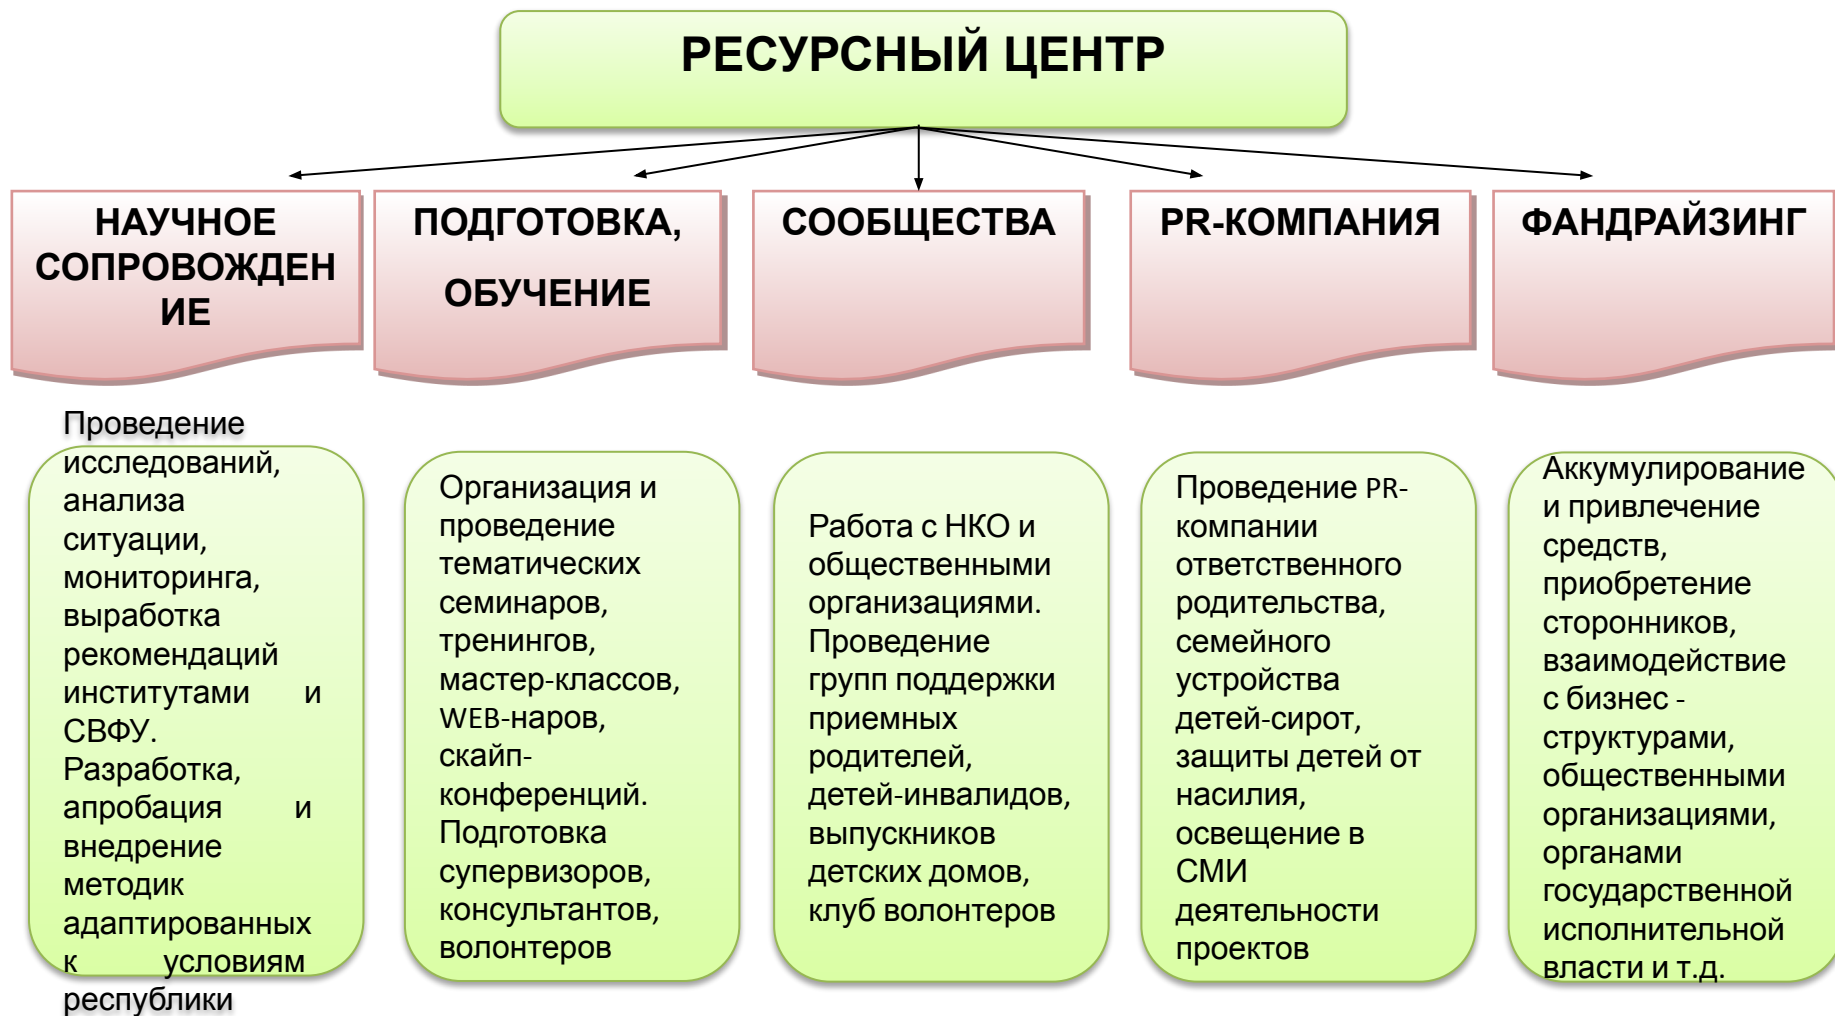 РЕСУРСНЫЙ ЦЕНТР
НАУЧНОЕ
СОПРОВОЖДЕН
ИЕ
ПОДГОТОВКА,
ОБУЧЕНИЕ
СООБЩЕСТВА
PR-КОМПАНИЯ
ФАНДРАЙЗИНГ
Проведение
исследований,
анализа
ситуации,
мониторинга,
выработка
рекомендаций
институтами и
СВФУ.
Разработка,
апробация и
внедрение
методик
адаптированных
к условиям
республики
Организация и
проведение
тематических
семинаров,
тренингов,
мастер-классов,
WEB-наров,
скайп-
конференций.
Подготовка
супервизоров,
консультантов,
волонтеров
Работа с НКО и
общественными
организациями.
Проведение
групп поддержки
приемных
родителей,
детей-инвалидов,
выпускников
детских домов,
клуб волонтеров
Проведение PR-
компании
ответственного
родительства,
семейного
устройства
детей-сирот,
защиты детей от
насилия,
освещение в
СМИ
деятельности
проектов
Аккумулирование
и привлечение
средств,
приобретение
сторонников,
взаимодействие
с бизнес -
структурами,
общественными
организациями,
органами
государственной
исполнительной
власти и т.д.